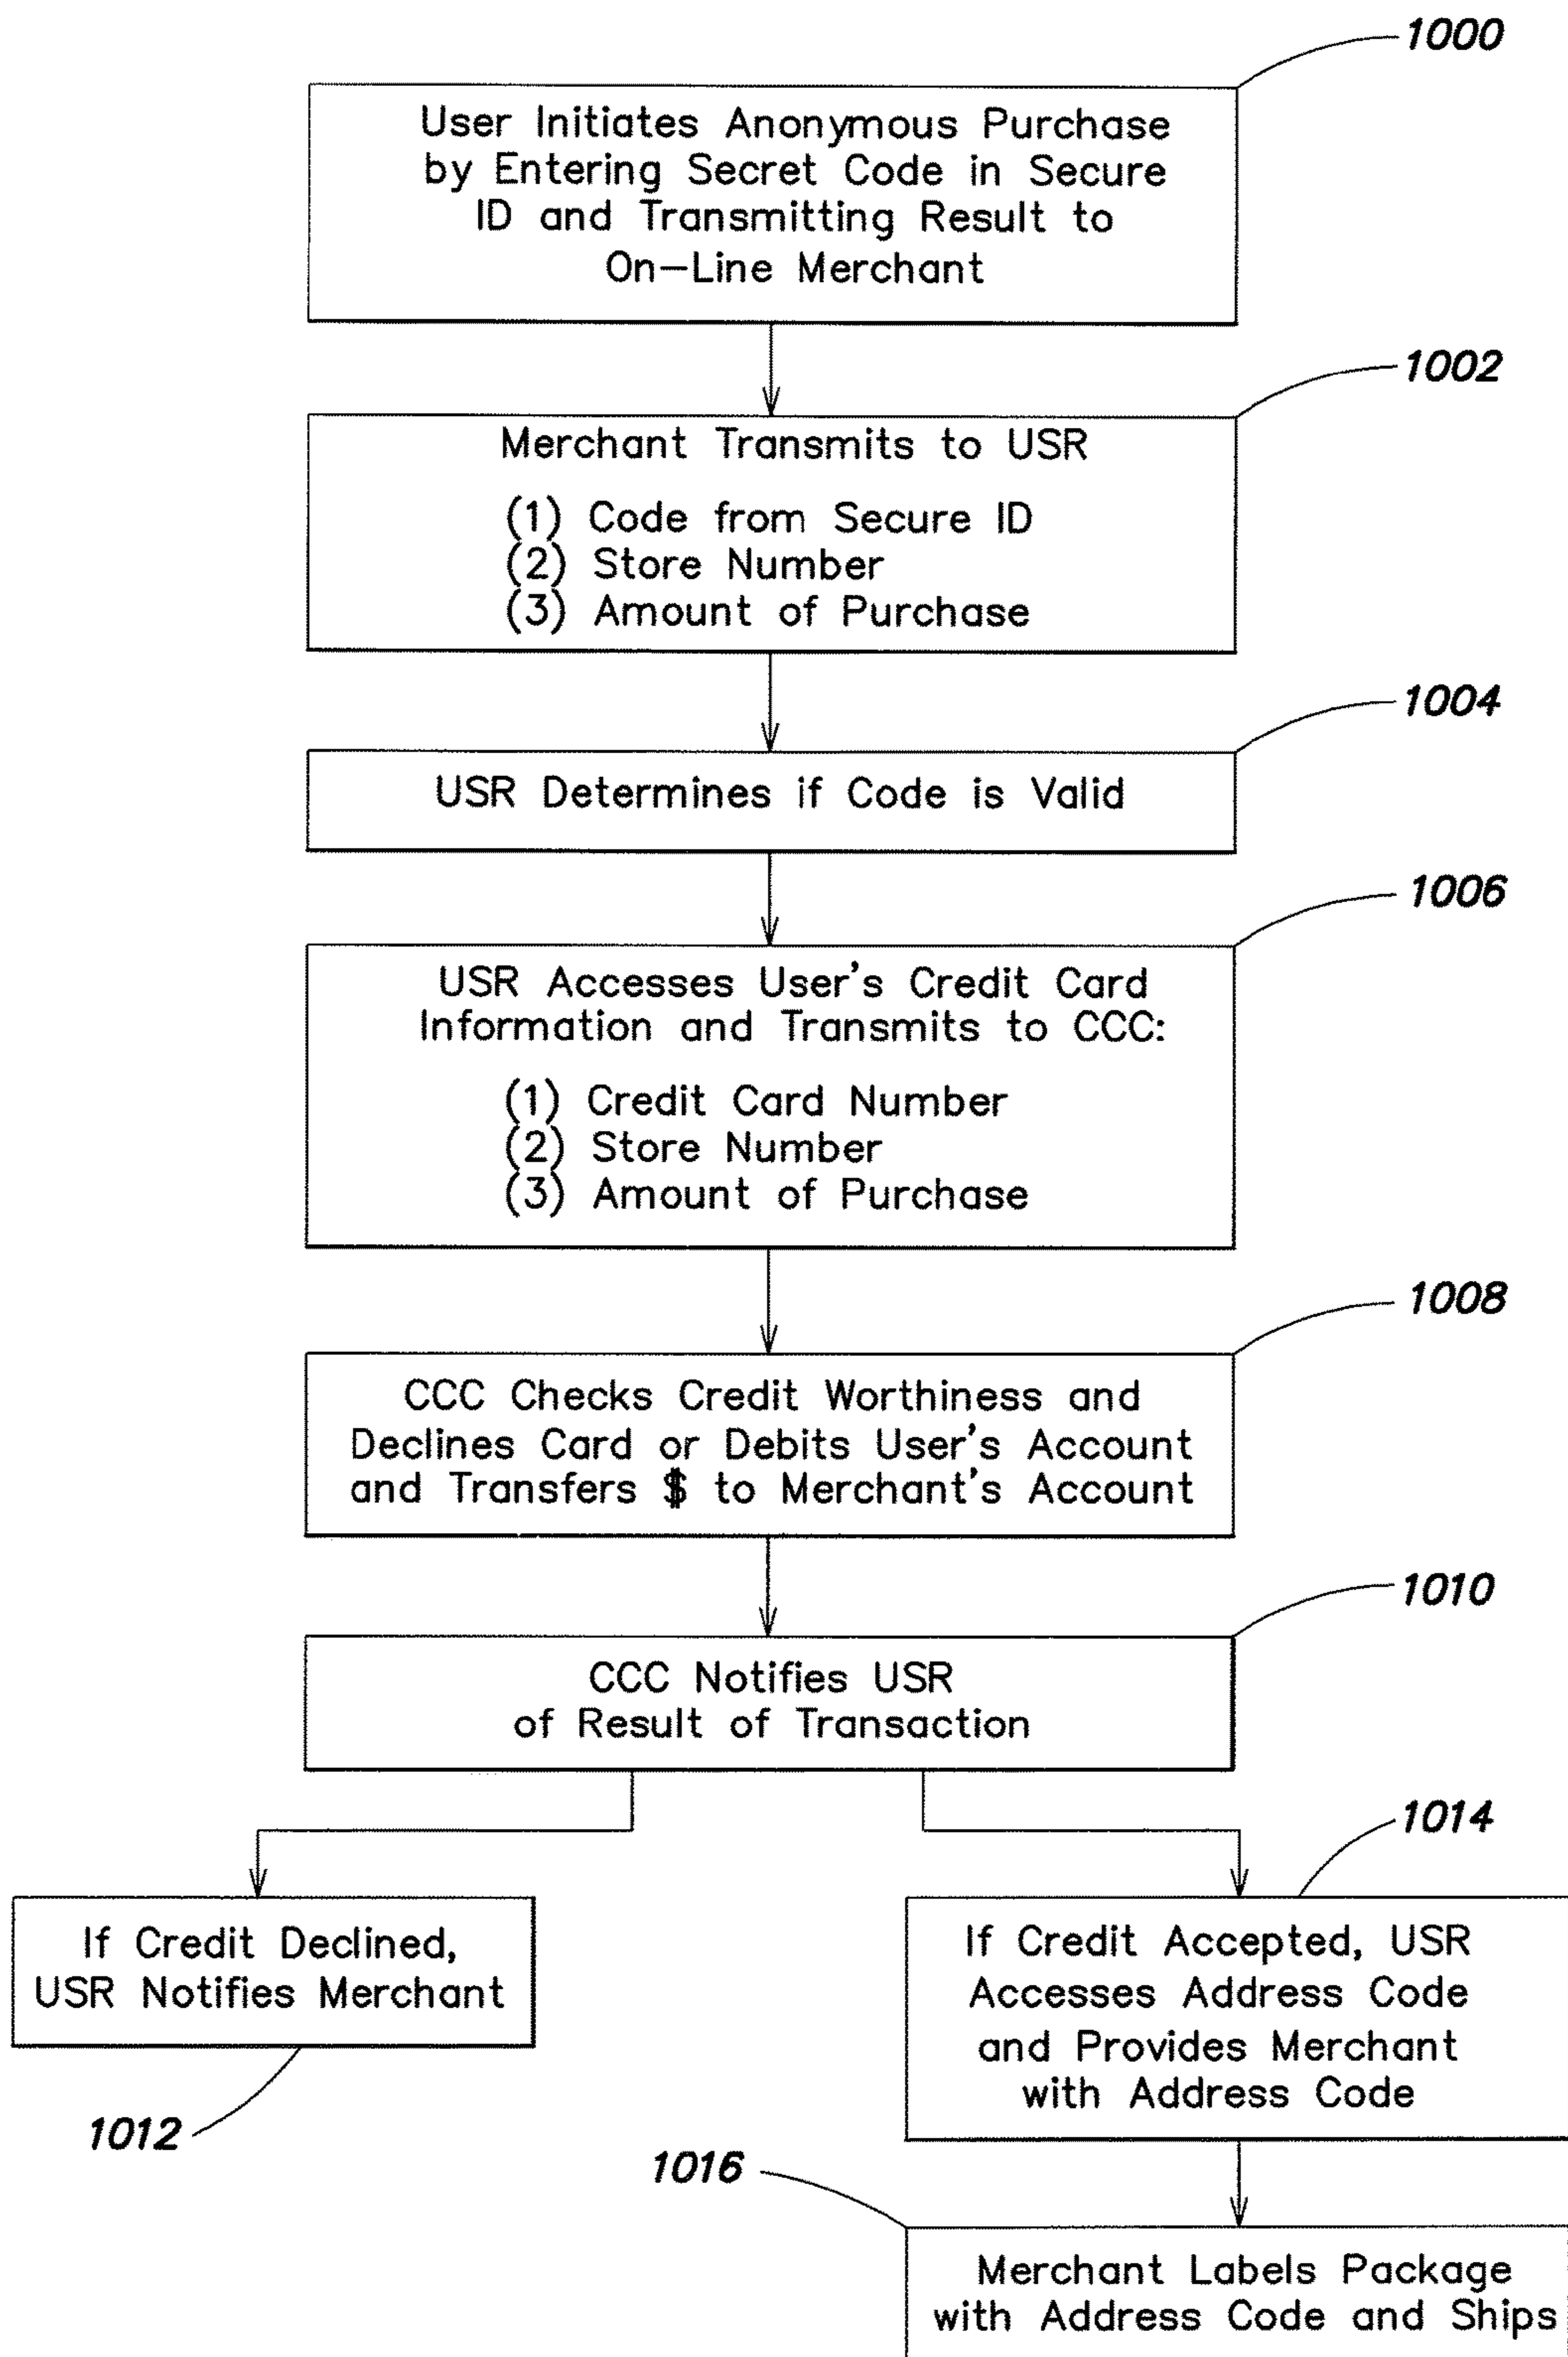 1000
User Initiates Anonymous Purchase
by Entering Secret Code in Secure
ID and Transmitting Result to
On-Line Merchant
1002
Merchant Transmits to USR
(1) Code from Secure ID
(2) Store Number
(3) Amount of Purchase
1004
USR Determines if Code is Valid
1006
USR Accesses User's Credit Card
Information and Transmits to CCC:
(1) Credit Card Number
(2) Store Number
(3) Amount of Purchase
1008
CCC Checks Credit Worthiness and
Declines Card or Debits User's Account
and Transfers $ to Merchant's Account
1010
CCC Notifies USR
of Result of Transaction
If Credit Declined,
USR Notifies Merchant
1012
1014
If Credit Accepted, USR
Accesses Address Code
and Provides Merchant
with Address Code
1016
Merchant Labels Package
with Address Code and Ships